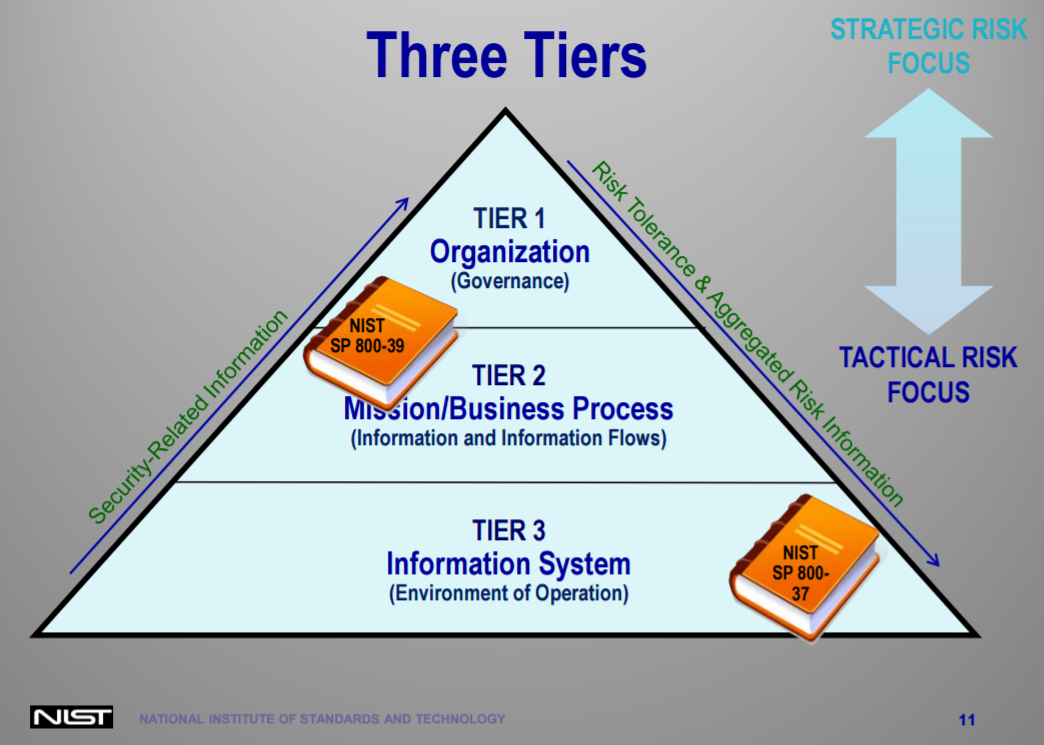 Three Tiers
STRATEGIC RISK
FOCUS
TIER 1
Organization
(Governance)
Security-Related Information
Risk Tolerance & Aggregated Risk Information
NIST
SP 800-39
TIER 2
Mission/Business Process
(Information and Information Flows)
TACTICAL RISK
FOCUS
TIER 3
Information System
(Environment of Operation)
NIST
SP 800-
37
NIST
NATIONAL INSTITUTE OF STANDARDS AND TECHNOLOGY
11